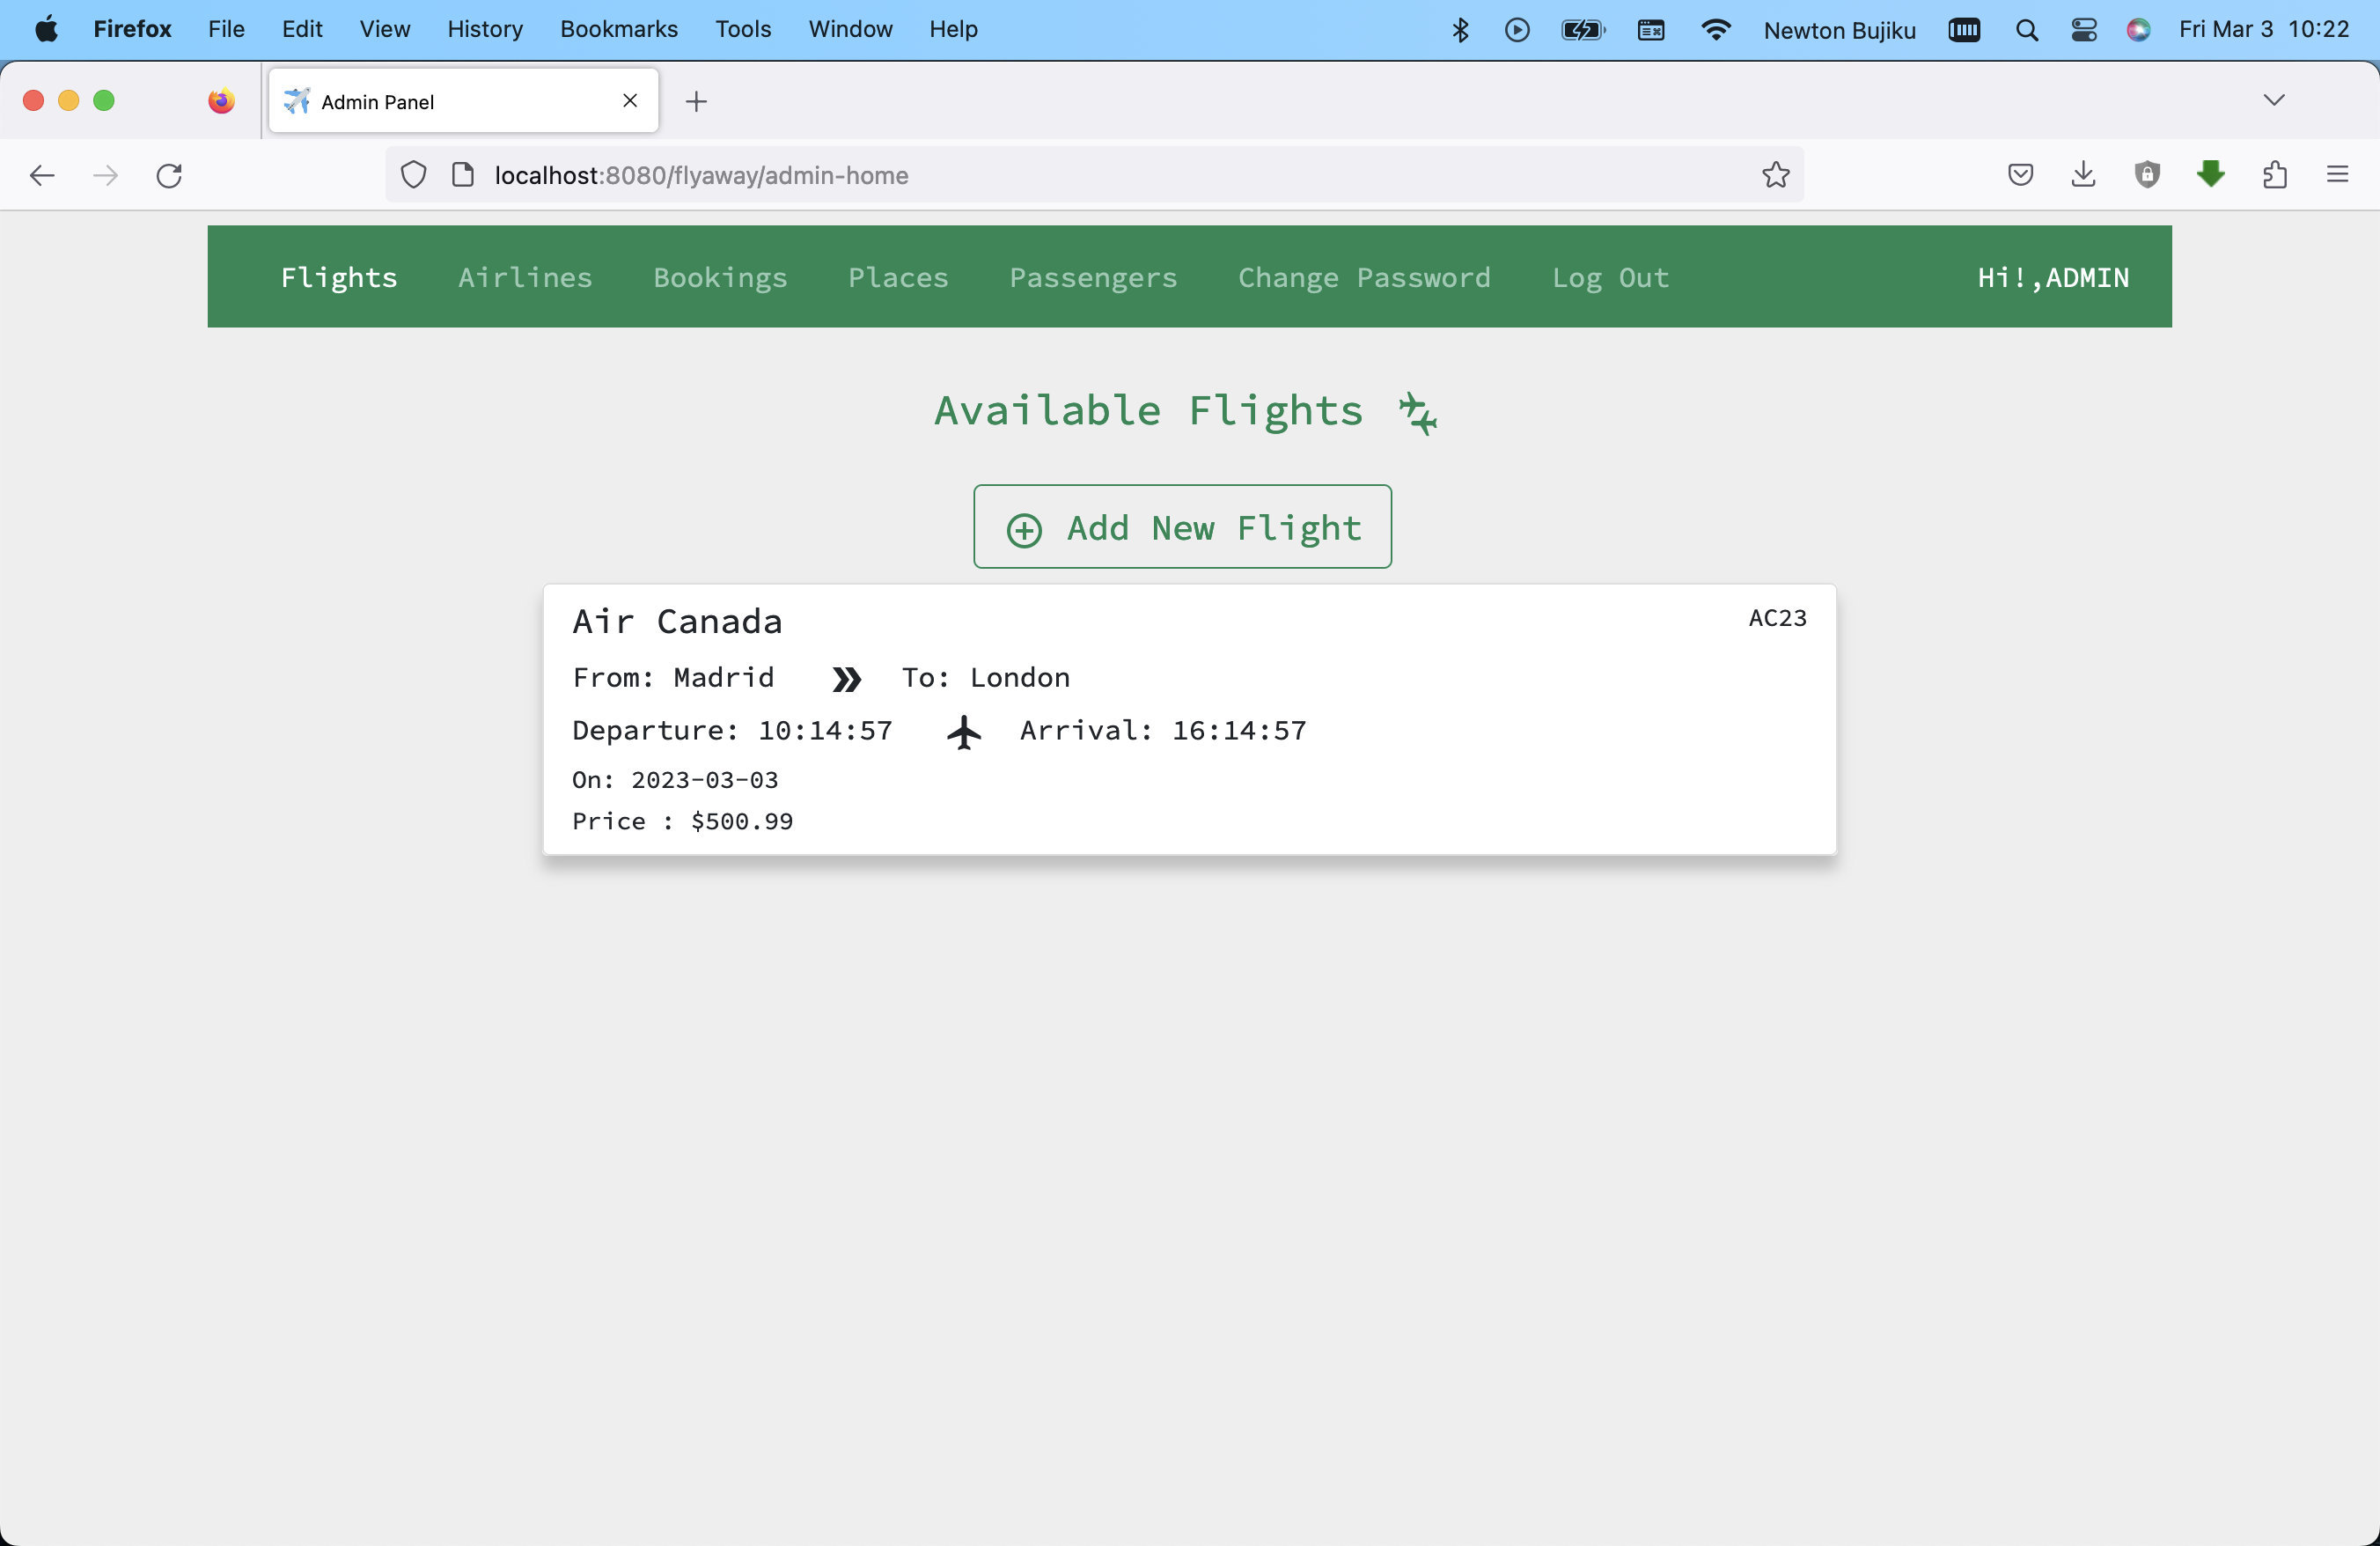 Firefox File Edit View History Bookmarks Tools Window Help Newton Bujiku Fri Mar 3 10:22
Admin Panel
localhost:8080/flyaway/admin-home
Flights Airlines Bookings Places Passengers Change Password Log Out Hi!,ADMIN
Available Flights
Add New Flight
Air Canada AC23
From: Madrid To: London
Departure: 10:14:57 Arrival: 16:14:57
On: 2023-03-03
Price : $500.99